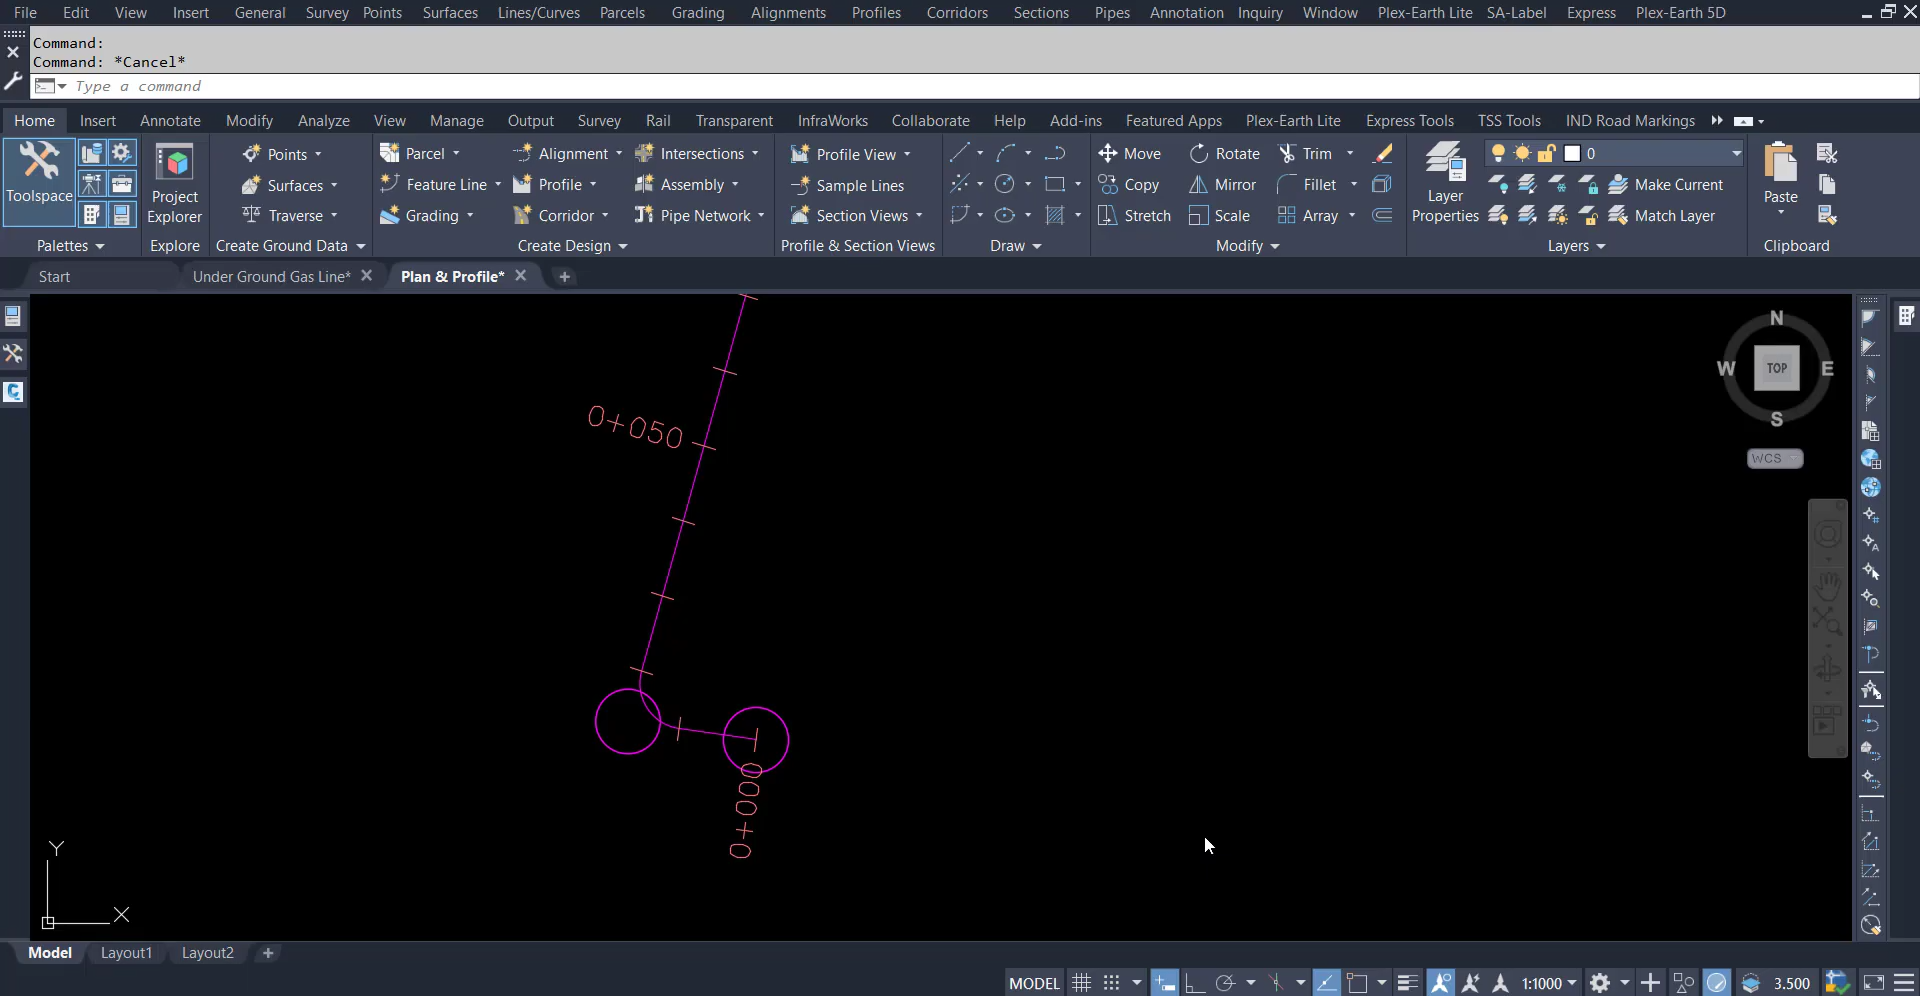 File Edit View Insert General Survey Points Surfaces Lines/Curves Parcels Grading Alignments Profiles Corridors Sections Pipes Annotation Inquiry Window Plex-Earth Lite SA-Label Express Plex-Earth 5D
Command:
Command: *Cancel*
Type a command
Home Insert Annotate Modify Analyze View Manage Output Survey Rail Transparent InfraWorks Collaborate Help Add-ins Featured Apps Plex-Earth Lite Express Tools TSS Tools IND Road Markings
Points Parcel Alignment Intersections Profile View Move Rotate Trim 0
Toolspace Project Explorer Surfaces Feature Line Profile Assembly Sample Lines Copy Mirror Fillet Layer Properties Make Current Paste
Traverse Grading Corridor Pipe Network Section Views Stretch Scale Array Match Layer
Palettes Explore Create Ground Data Create Design Profile & Section Views Draw Modify Layers Clipboard
Start Under Ground Gas Line* Plan & Profile*
N
W TOP E
S
WCS
0+050
0+000
Y
X
Model Layout1 Layout2
MODEL 1:1000 3.500